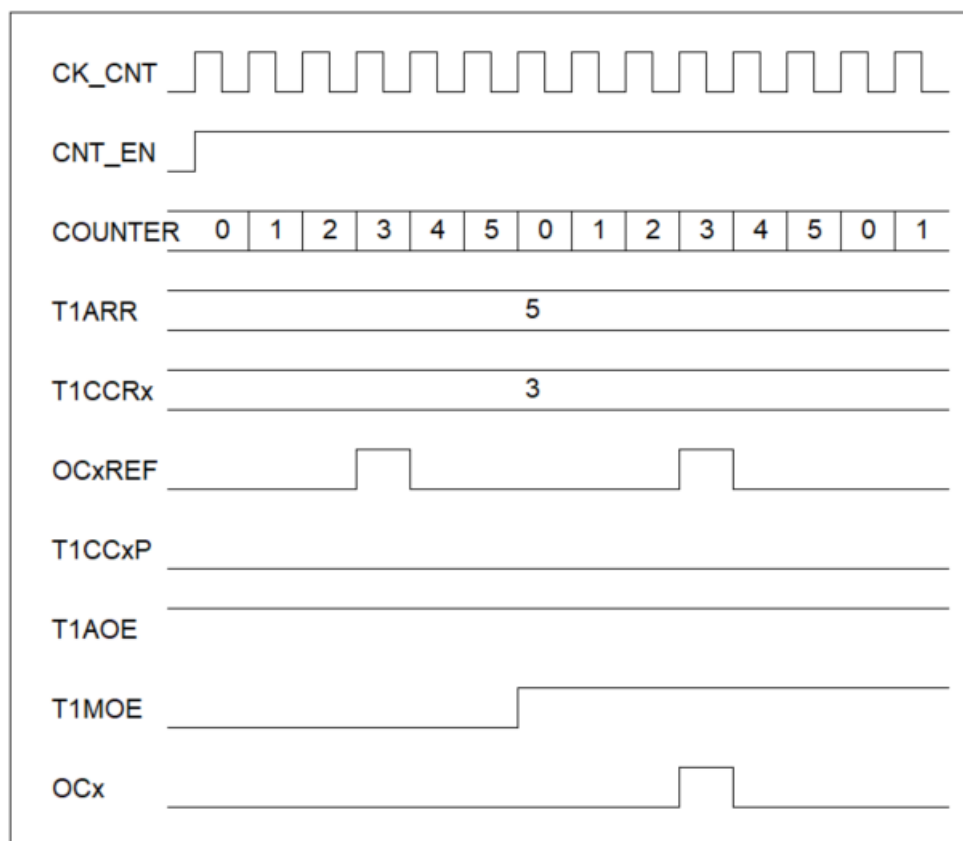 CK_CNT
CNT_EN
COUNTER 0 1 2 3 4 5 0 1 2 3 4 5 0 1
T1ARR 5
T1CCRx 3
OCxREF
T1CCxP
T1AOE
T1MOE
OCx